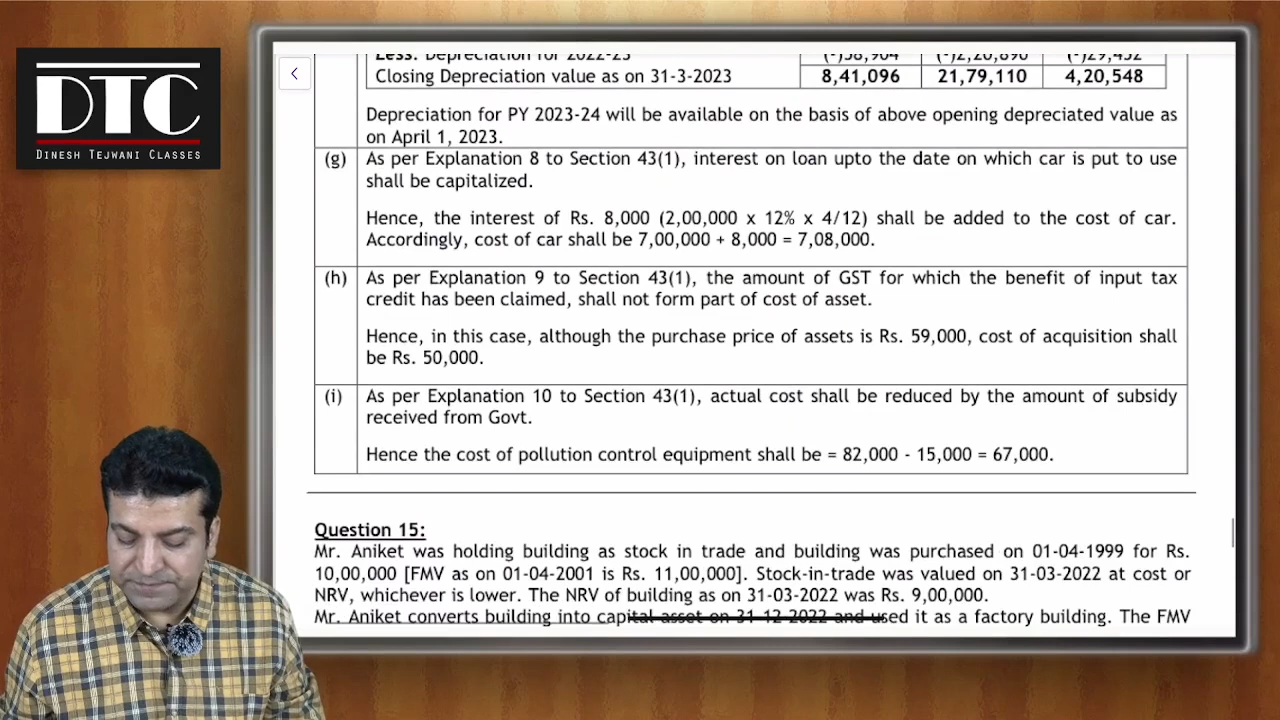 DTC
DINESH TEJWANI CLASSES
Less: Depreciation for 2022-23 (-)58,904 (-)2,20,890 (-)29,452
Closing Depreciation value as on 31-3-2023 8,41,096 21,79,110 4,20,548
Depreciation for PY 2023-24 will be available on the basis of above opening depreciated value as
on April 1, 2023.
(g) As per Explanation 8 to Section 43(1), interest on loan upto the date on which car is put to use
shall be capitalized.
Hence, the interest of Rs. 8,000 (2,00,000 x 12% x 4/12) shall be added to the cost of car.
Accordingly, cost of car shall be 7,00,000 + 8,000 = 7,08,000.
(h) As per Explanation 9 to Section 43(1), the amount of GST for which the benefit of input tax
credit has been claimed, shall not form part of cost of asset.
Hence, in this case, although the purchase price of assets is Rs. 59,000, cost of acquisition shall
be Rs. 50,000.
(i) As per Explanation 10 to Section 43(1), actual cost shall be reduced by the amount of subsidy
received from Govt.
Hence the cost of pollution control equipment shall be = 82,000 - 15,000 = 67,000.
Question 15:
Mr. Aniket was holding building as stock in trade and building was purchased on 01-04-1999 for Rs.
10,00,000 [FMV as on 01-04-2001 is Rs. 11,00,000]. Stock-in-trade was valued on 31-03-2022 at cost or
NRV, whichever is lower. The NRV of building as on 31-03-2022 was Rs. 9,00,000.
Mr. Aniket converts building into capital asset on 31-12-2022 and used it as a factory building. The FMV